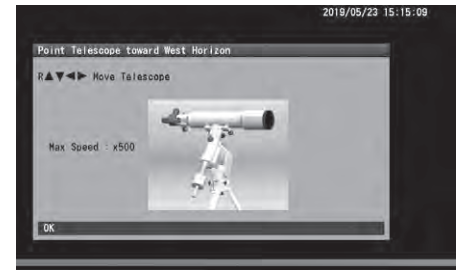 2019/05/23 15:15:09
Point Telescope toward West Horizon
R▲▼◀▶ Move Telescope
Max Speed : x500
OK